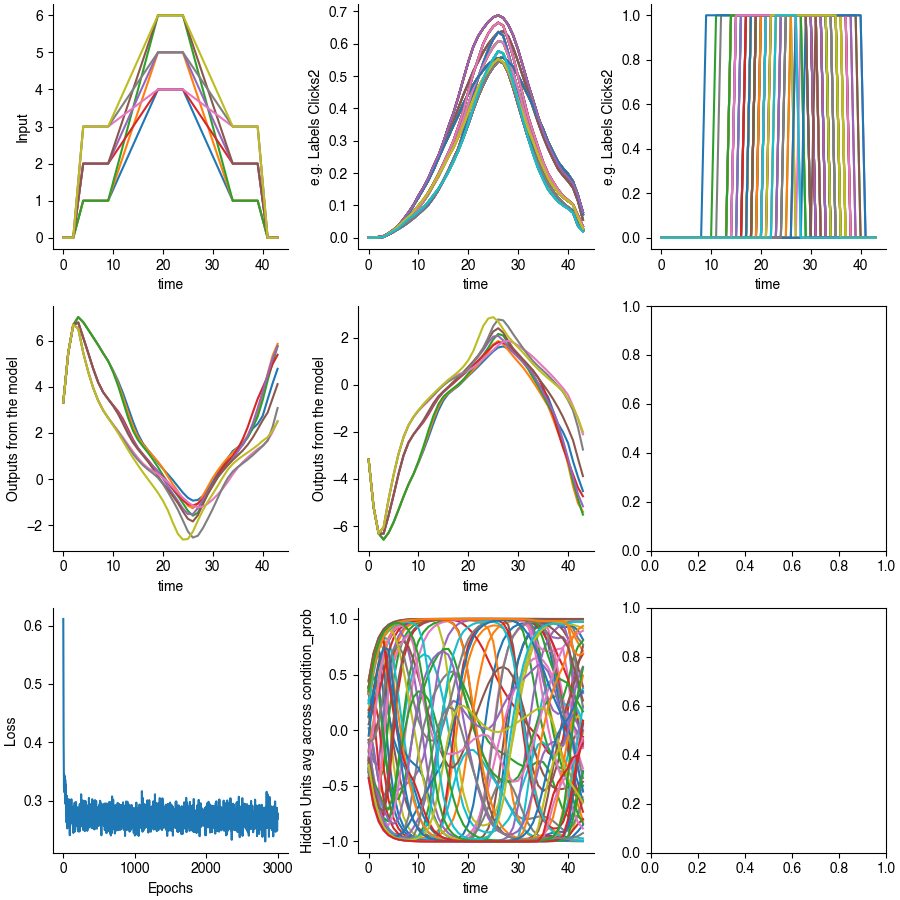 6
5
4
3
2
1
0
Input
0 10 20 30 40
time
0.7
0.6
0.5
0.4
0.3
0.2
0.1
0.0
e.g. Labels Clicks2
0 10 20 30 40
time
1.0
0.8
0.6
0.4
0.2
0.0
e.g. Labels Clicks2
0 10 20 30 40
time
6
4
2
0
−2
Outputs from the model
0 10 20 30 40
time
2
0
−2
−4
−6
Outputs from the model
0 10 20 30 40
time
1.0
0.8
0.6
0.4
0.2
0.0
0.0 0.2 0.4 0.6 0.8 1.0
0.6
0.5
0.4
0.3
Loss
0 1000 2000 3000
Epochs
1.0
0.5
0.0
−0.5
−1.0
Hidden Units avg across condition_prob
0 10 20 30 40
time
1.0
0.8
0.6
0.4
0.2
0.0
0.0 0.2 0.4 0.6 0.8 1.0